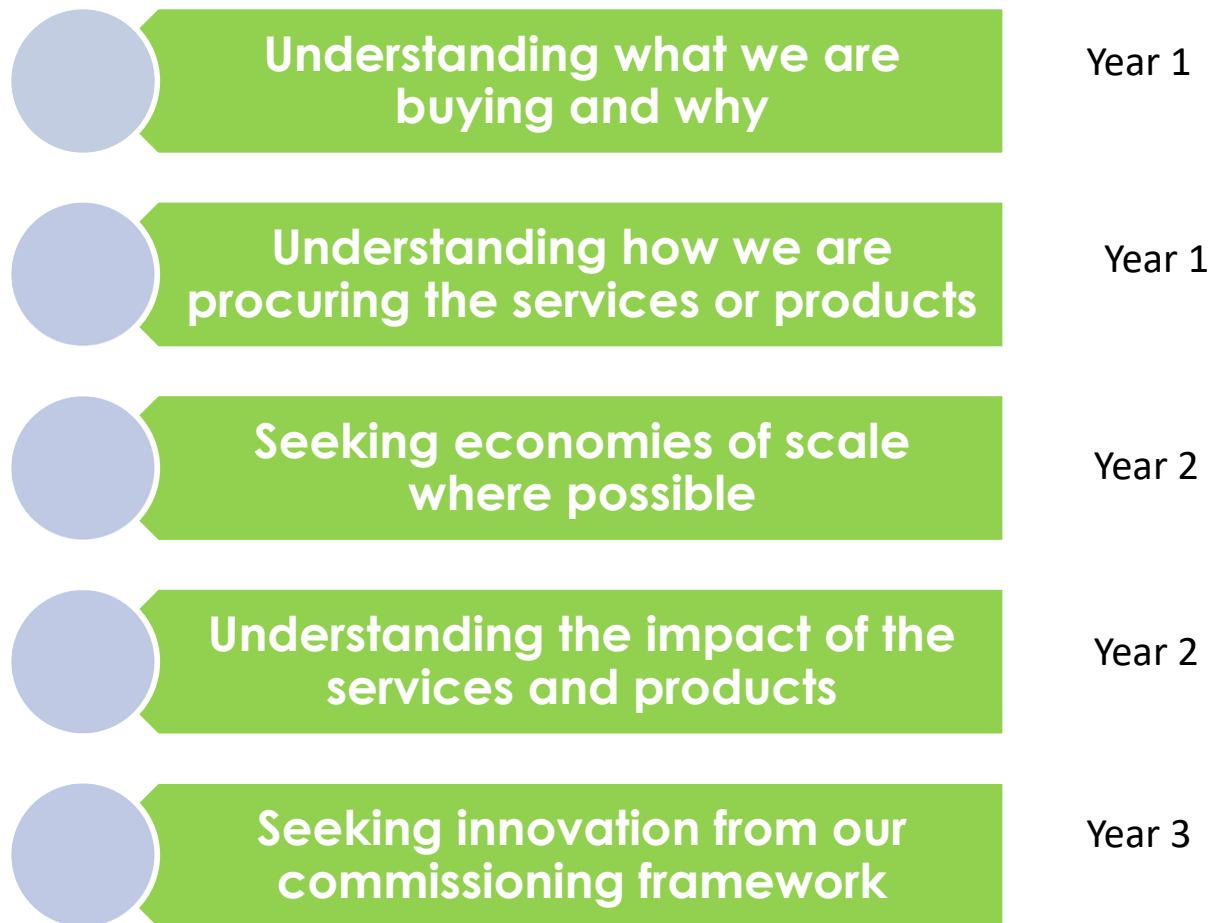 Understanding what we are
buying and why
Year 1
Understanding how we are
procuring the services or products
Year 1
Seeking economies of scale
where possible
Year 2
Understanding the impact of the
services and products
Year 2
Seeking innovation from our
commissioning framework
Year 3